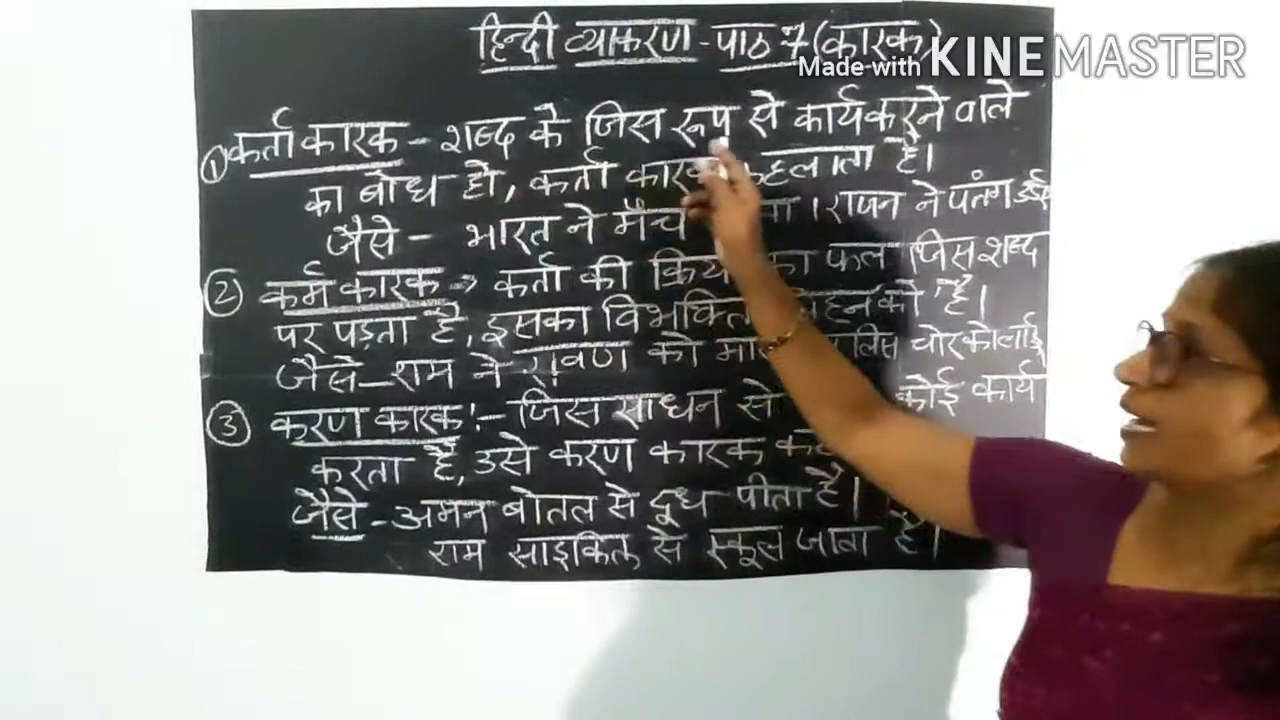 हिन्दी व्याकरण - पाठ 7 (कारक)
Made with KINEMASTER
① कर्ता कारक - शब्द के जिस रूप से कार्य करने वाले
का बोध हो, कर्ता कारक कहलाता है।
जैसे - भारत ने मैच । राजन ने पतंग
② कर्म कारक → कर्ता की क्रिया का फल जिस शब्द
पर पड़ता है, इसका विभक्ति को है।
जैसे - राम ने रावण को चोर को
③ करण कारक :- जिस साधन से कोई कार्य
करता है, उसे करण कारक
जैसे - अमन बोतल से दूध पीता है।
राम साइकिल से स्कूल जाता है।